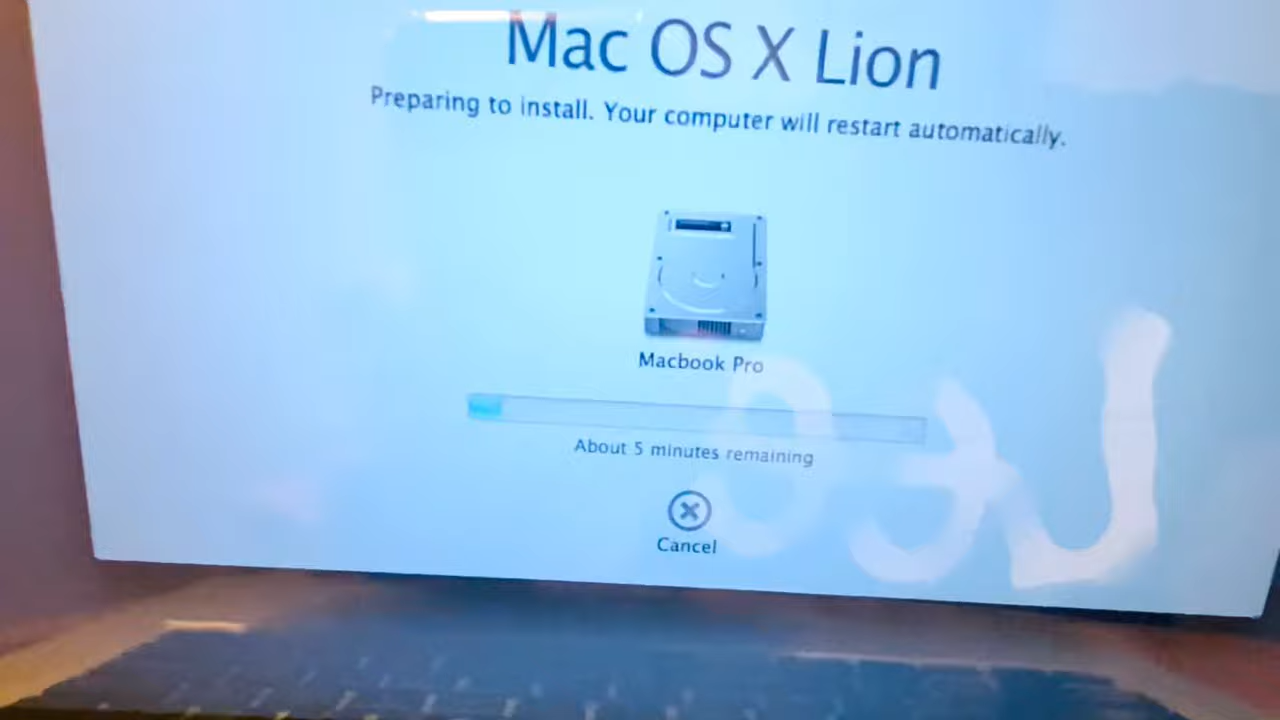 Mac OS X Lion
Preparing to install. Your computer will restart automatically.
Macbook Pro
About 5 minutes remaining
Cancel